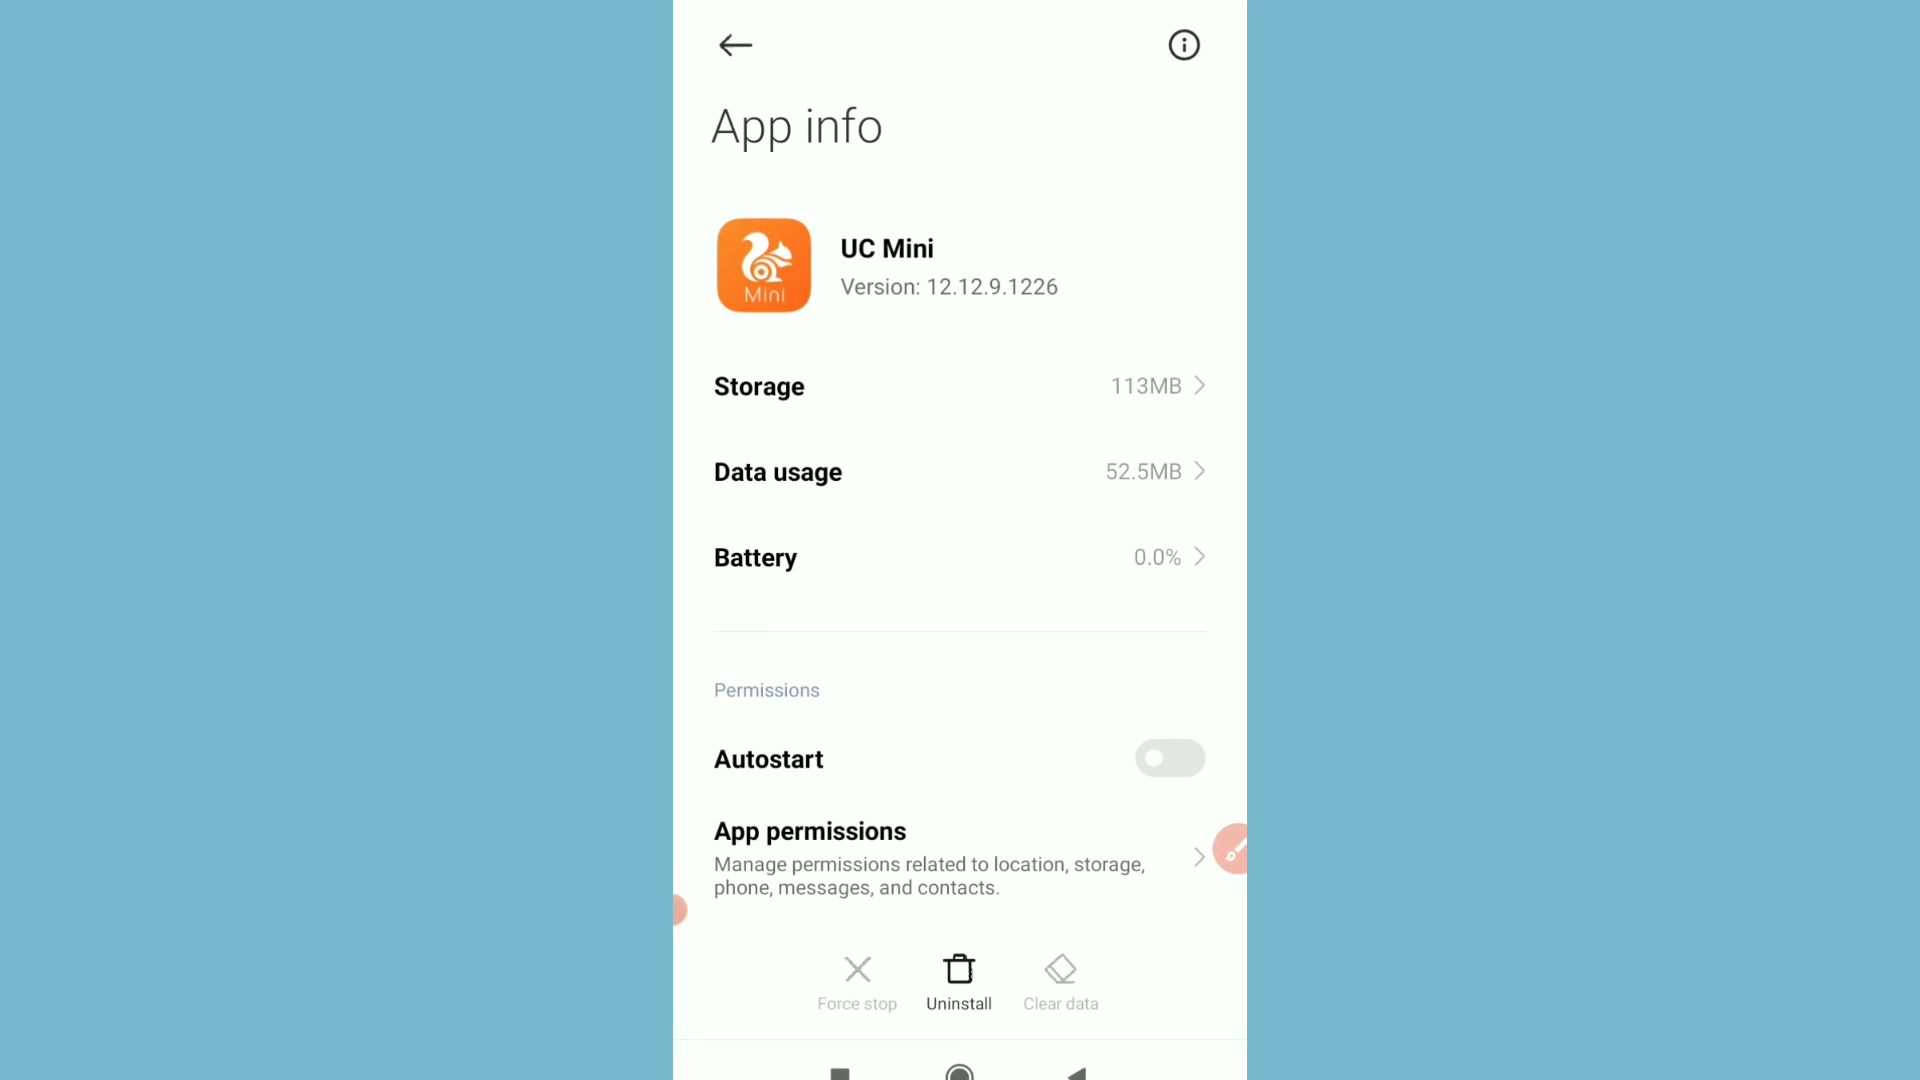 App info
Mini
UC Mini
Version: 12.12.9.1226
Storage 113MB
Data usage 52.5MB
Battery 0.0%
Permissions
Autostart
App permissions
Manage permissions related to location, storage,
phone, messages, and contacts.
Force stop Uninstall Clear data